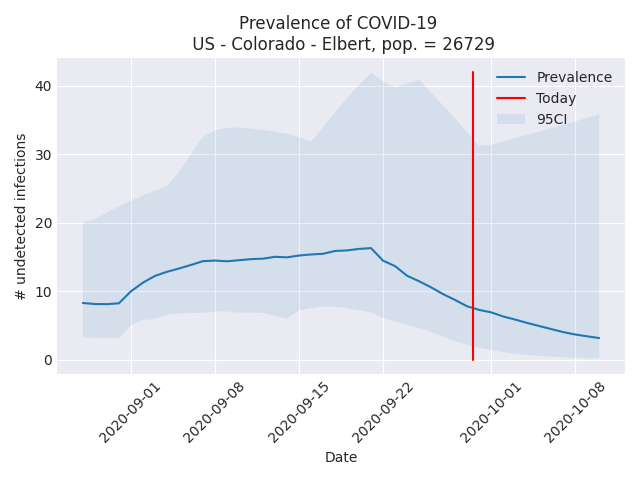 Prevalence of COVID-19
US - Colorado - Elbert, pop. = 26729
Prevalence
Today
95CI
# undetected infections
40
30
20
10
0
2020-09-01
2020-09-08
2020-09-15
2020-09-22
2020-10-01
2020-10-08
Date